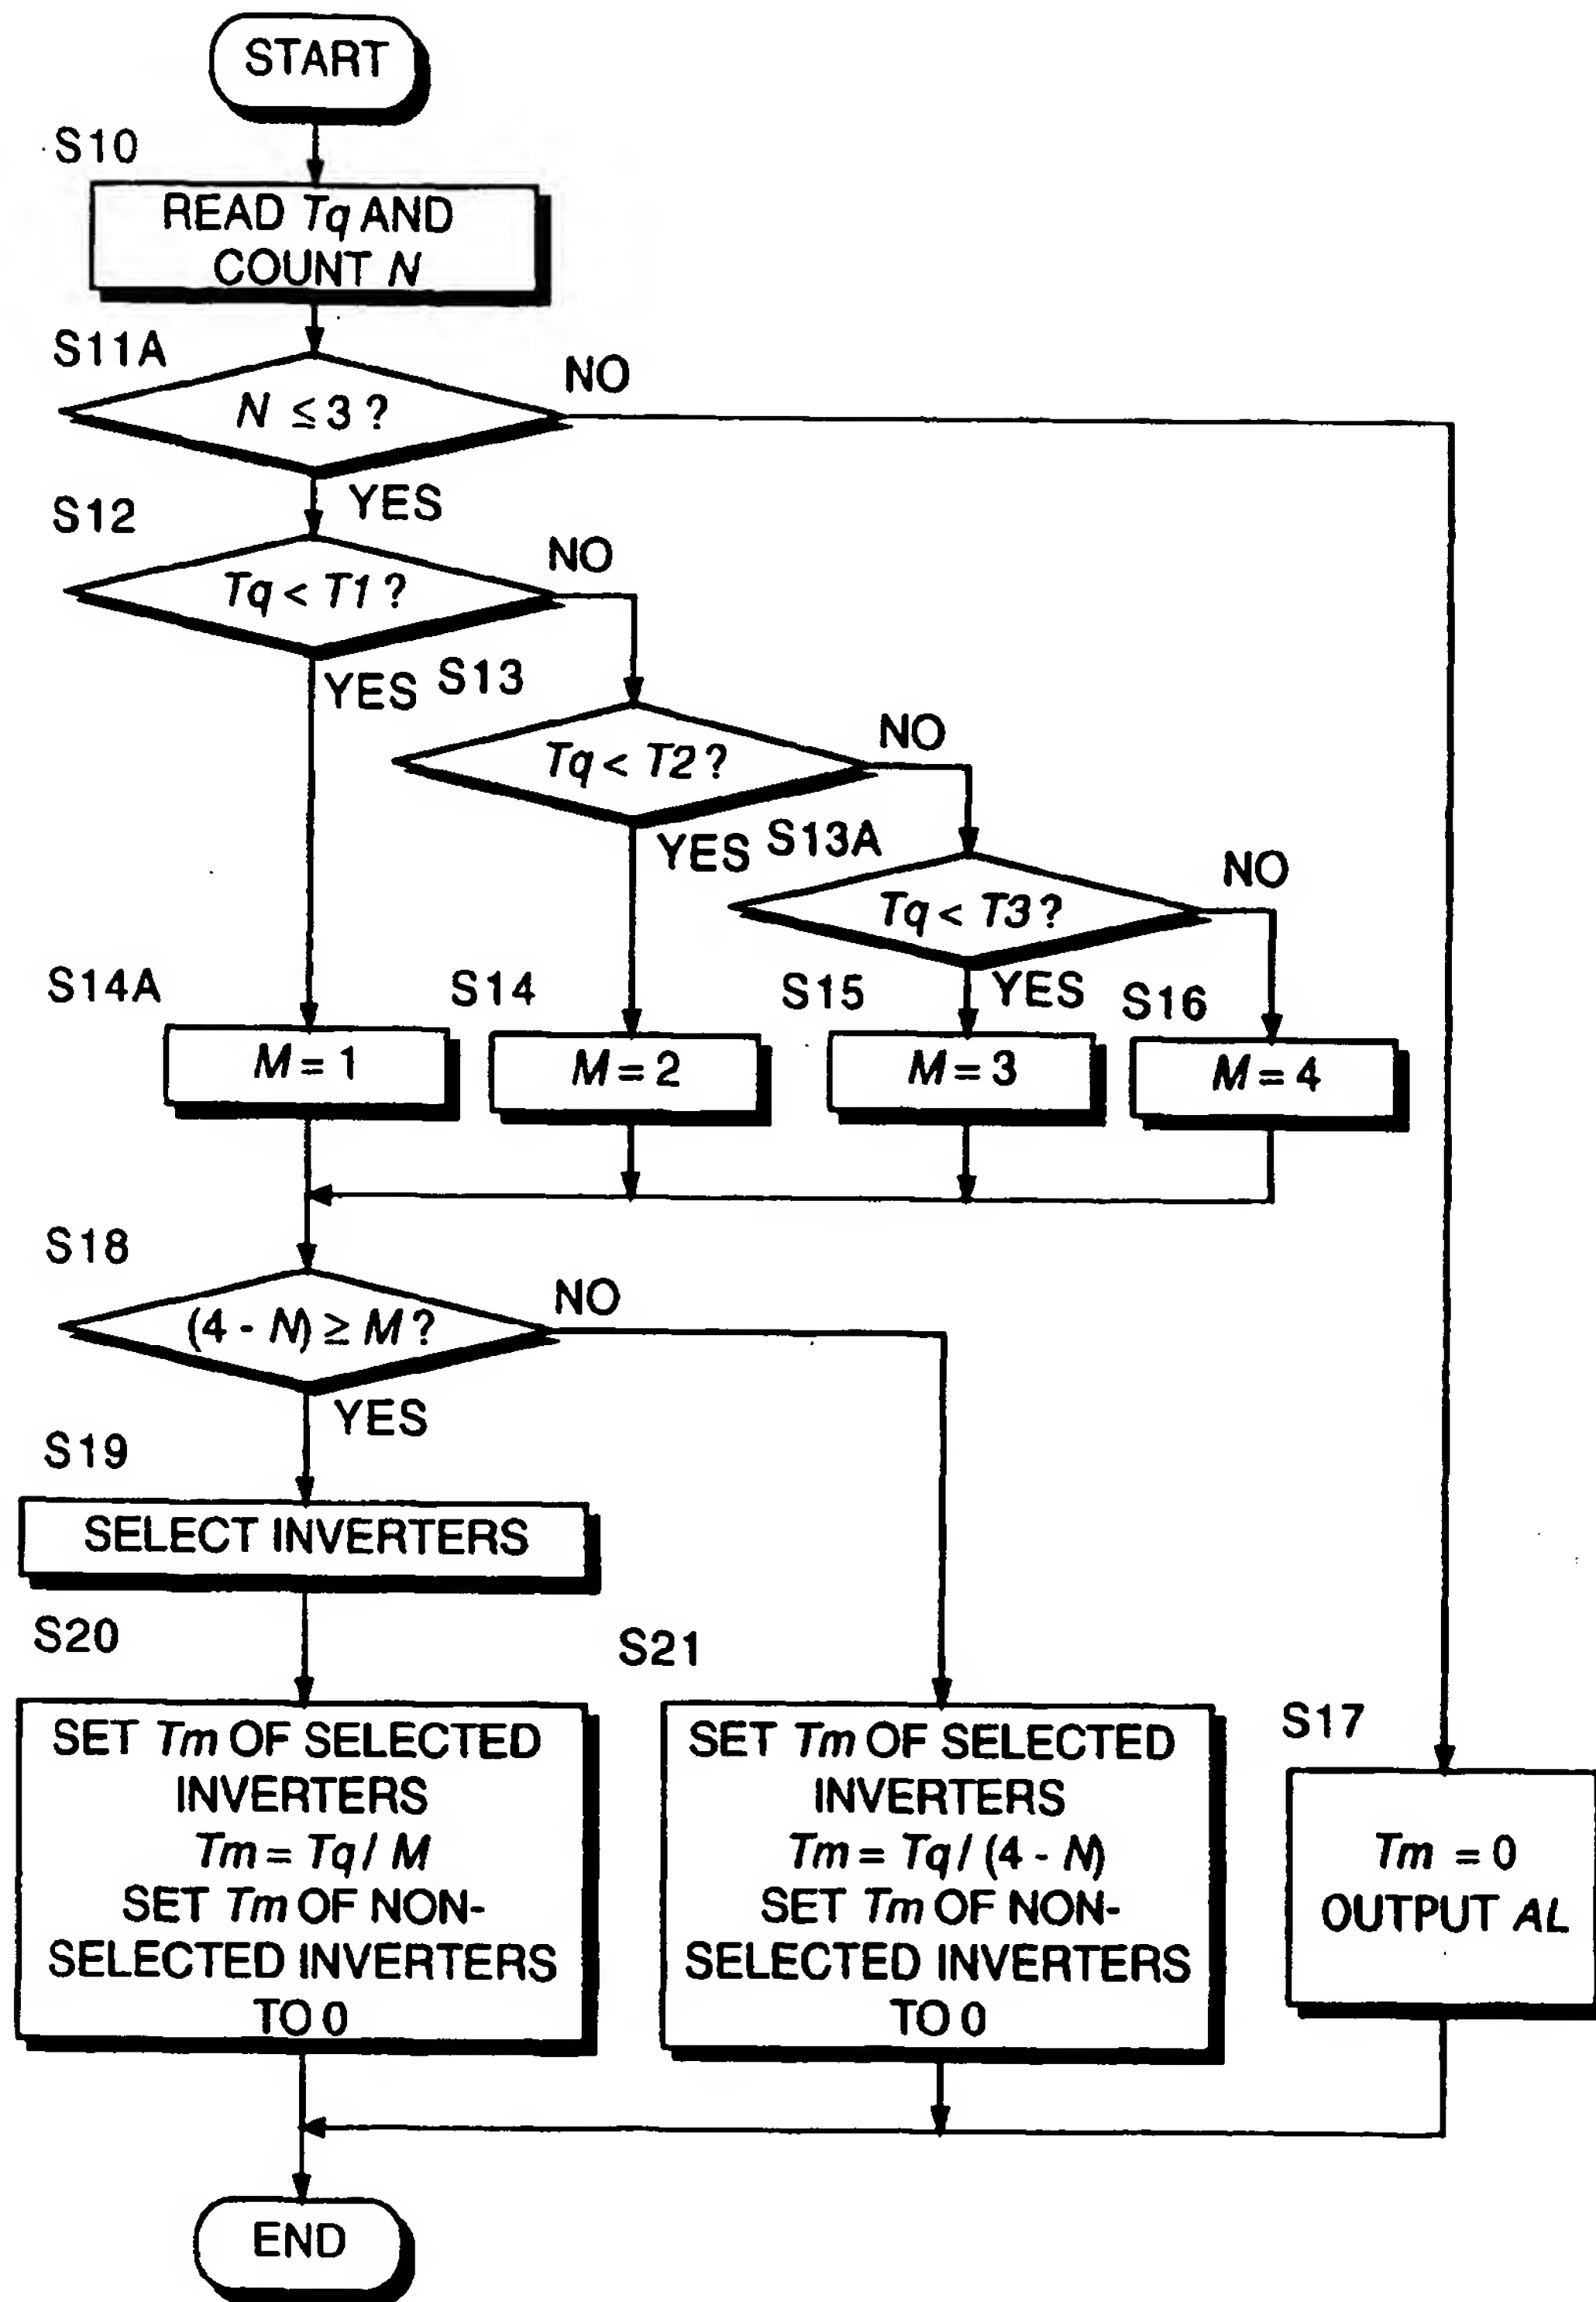 START
S10
READ Tq AND
COUNT N
S11A
N ≤ 3 ?
NO
YES
S12
Tq < T1 ?
NO
YES
S13
Tq < T2 ?
NO
YES
S13A
Tq < T3 ?
NO
YES
S14A
M = 1
S14
M = 2
S15
M = 3
S16
M = 4
S18
(4 - N) ≥ M ?
NO
YES
S19
SELECT INVERTERS
S20
SET Tm OF SELECTED
INVERTERS
Tm = Tq / M
SET Tm OF NON-
SELECTED INVERTERS
TO 0
S21
SET Tm OF SELECTED
INVERTERS
Tm = Tq / (4 - N)
SET Tm OF NON-
SELECTED INVERTERS
TO 0
S17
Tm = 0
OUTPUT AL
END